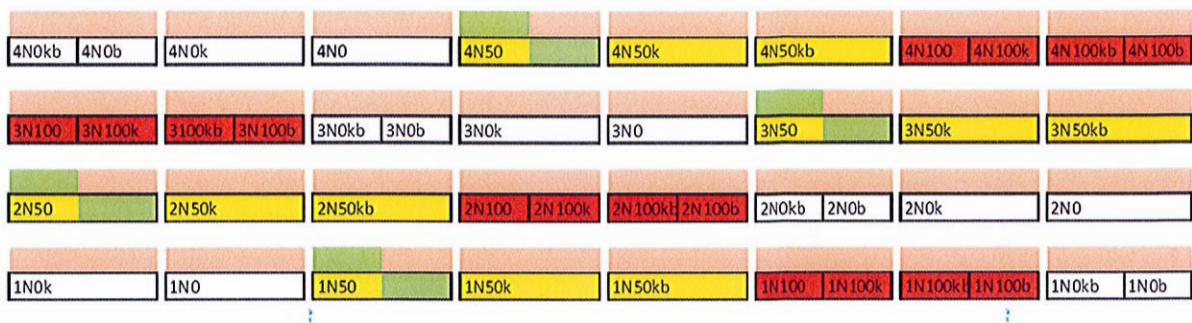 4N0kb 4N0b 4N0k 4N0 4N50 4N50k 4N50kb 4N100 4N100k 4N100kb 4N100b
3N100 3N100k 3100kb 3N100b 3N0kb 3N0b 3N0k 3N0 3N50 3N50k 3N50kb
2N50 2N50k 2N50kb 2N100 2N100k 2N100kb 2N100b 2N0kb 2N0b 2N0k 2N0
1N0k 1N0 1N50 1N50k 1N50kb 1N100 1N100k 1N100kb 1N100b 1N0kb 1N0b